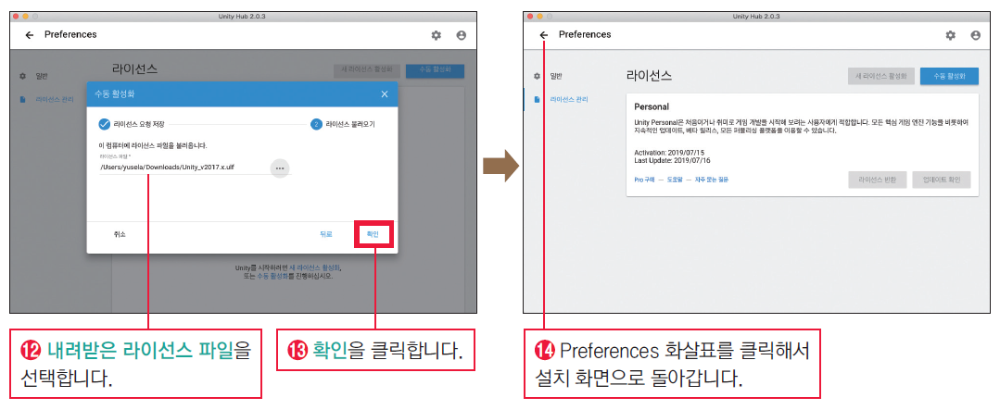 Unity Hub 2.0.3
Preferences
일반
라이선스 관리
라이선스
새 라이선스 활성화
수동 활성화
수동 활성화
라이선스 요청 저장
2
라이선스 불러오기
이 컴퓨터에 라이선스 파일을 불러옵니다.
라이선스 파일 *
/Users/yusela/Downloads/Unity_v2017.x.ulf
취소
뒤로
확인
Unity를 시작하려면 새 라이선스 활성화,
또는 수동 활성화를 진행하십시오.
⑫ 내려받은 라이선스 파일을
선택합니다.
⑬ 확인을 클릭합니다.
Unity Hub 2.0.3
Preferences
일반
라이선스 관리
라이선스
새 라이선스 활성화
수동 활성화
Personal
Unity Personal은 처음이거나 취미로 게임 개발을 시작해 보려는 사용자에게 적합합니다. 모든 핵심 게임 엔진 기능을 비롯하여
지속적인 업데이트, 베타 릴리스, 모든 퍼블리싱 플랫폼을 이용할 수 있습니다.
Activation: 2019/07/15
Last Update: 2019/07/16
Pro 구매 — 도움말 — 자주 묻는 질문
라이선스 반환
업데이트 확인
⑭ Preferences 화살표를 클릭해서
설치 화면으로 돌아갑니다.